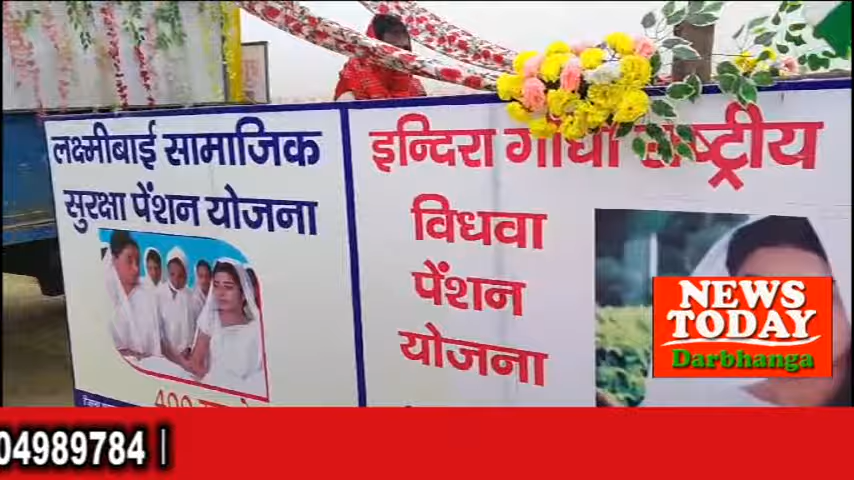 लक्ष्मीबाई सामाजिक
सुरक्षा पेंशन योजना
इन्दिरा गांधी राष्ट्रीय
विधवा
पेंशन
योजना
NEWS
TODAY
Darbhanga
04989784 |